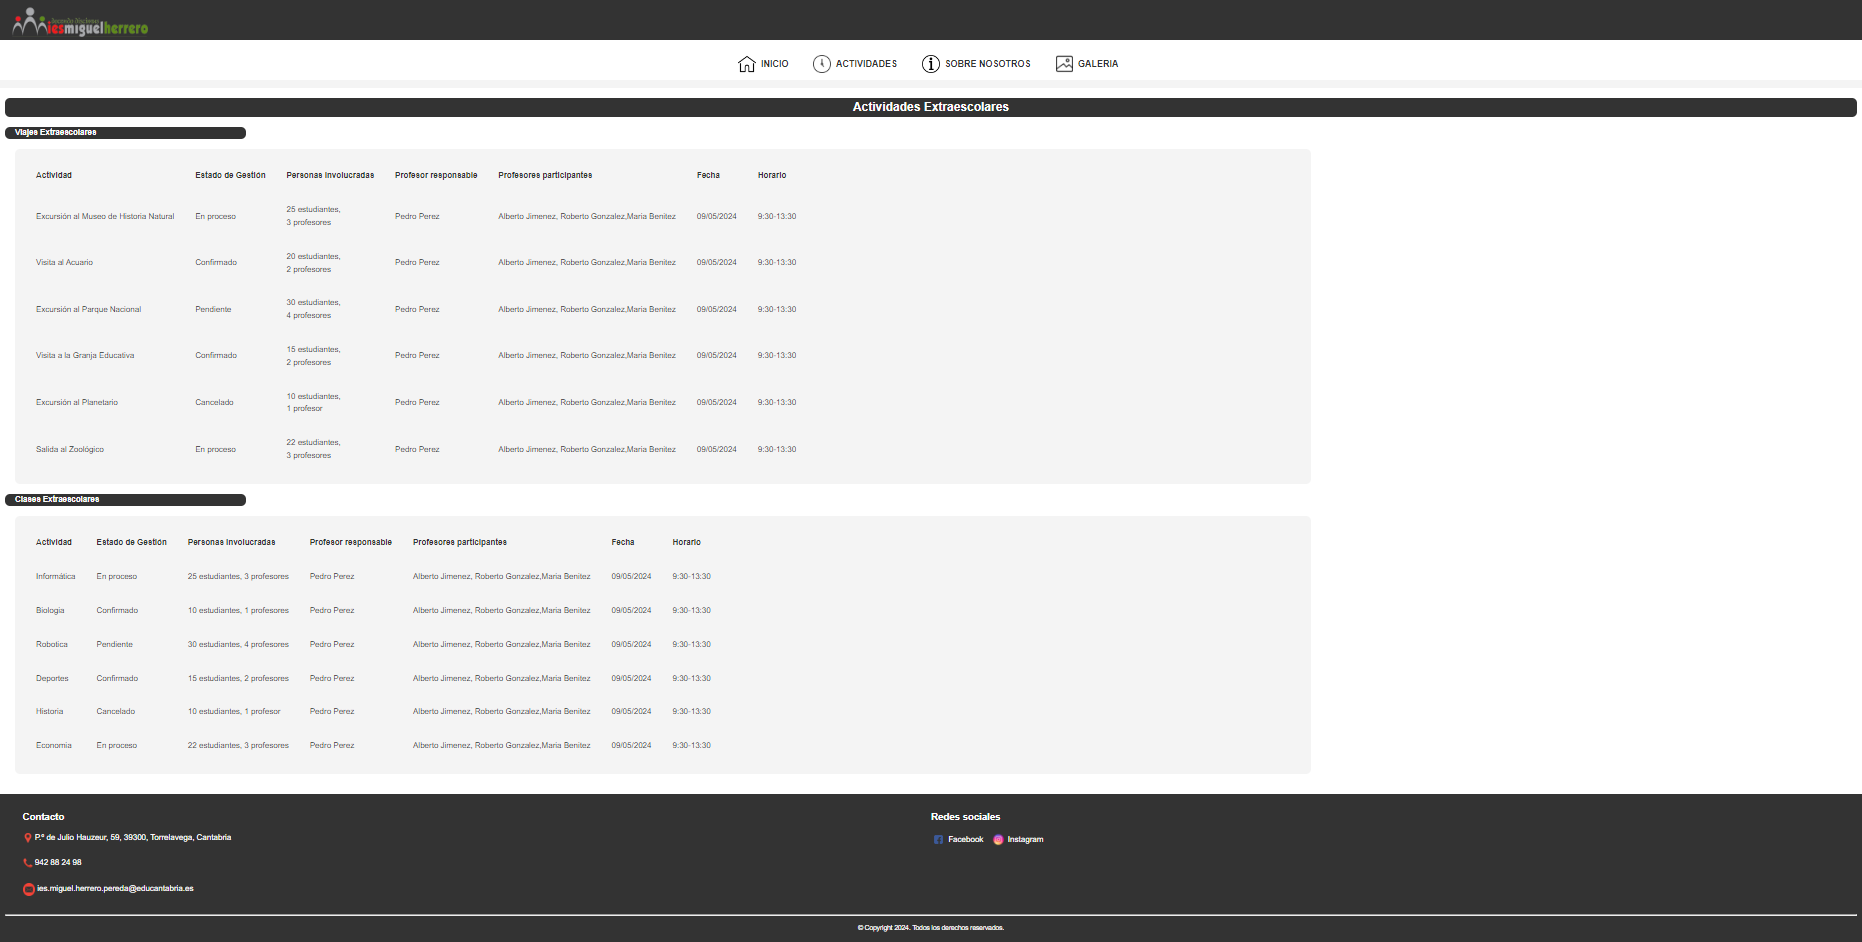 iesmiguelherrero
INICIO ACTIVIDADES SOBRE NOSOTROS GALERIA
Actividades Extraescolares
Viajes Extraescolares
Actividad Estado de Gestión Personas involucradas Profesor responsable Profesores participantes Fecha Horario
Excursión al Museo de Historia Natural En proceso 25 estudiantes, 3 profesores Pedro Perez Alberto Jimenez, Roberto Gonzalez,Maria Benitez 09/05/2024 9:30-13:30
Visita al Acuario Confirmado 20 estudiantes, 2 profesores Pedro Perez Alberto Jimenez, Roberto Gonzalez,Maria Benitez 09/05/2024 9:30-13:30
Excursión al Parque Nacional Pendiente 30 estudiantes, 4 profesores Pedro Perez Alberto Jimenez, Roberto Gonzalez,Maria Benitez 09/05/2024 9:30-13:30
Visita a la Granja Educativa Confirmado 15 estudiantes, 2 profesores Pedro Perez Alberto Jimenez, Roberto Gonzalez,Maria Benitez 09/05/2024 9:30-13:30
Excursión al Planetario Cancelado 10 estudiantes, 1 profesor Pedro Perez Alberto Jimenez, Roberto Gonzalez,Maria Benitez 09/05/2024 9:30-13:30
Salida al Zoológico En proceso 22 estudiantes, 3 profesores Pedro Perez Alberto Jimenez, Roberto Gonzalez,Maria Benitez 09/05/2024 9:30-13:30
Clases Extraescolares
Actividad Estado de Gestión Personas involucradas Profesor responsable Profesores participantes Fecha Horario
Informática En proceso 25 estudiantes, 3 profesores Pedro Perez Alberto Jimenez, Roberto Gonzalez,Maria Benitez 09/05/2024 9:30-13:30
Biologia Confirmado 10 estudiantes, 1 profesores Pedro Perez Alberto Jimenez, Roberto Gonzalez,Maria Benitez 09/05/2024 9:30-13:30
Robotica Pendiente 30 estudiantes, 4 profesores Pedro Perez Alberto Jimenez, Roberto Gonzalez,Maria Benitez 09/05/2024 9:30-13:30
Deportes Confirmado 15 estudiantes, 2 profesores Pedro Perez Alberto Jimenez, Roberto Gonzalez,Maria Benitez 09/05/2024 9:30-13:30
Historia Cancelado 10 estudiantes, 1 profesor Pedro Perez Alberto Jimenez, Roberto Gonzalez,Maria Benitez 09/05/2024 9:30-13:30
Economia En proceso 22 estudiantes, 3 profesores Pedro Perez Alberto Jimenez, Roberto Gonzalez,Maria Benitez 09/05/2024 9:30-13:30
Contacto
P.º de Julio Hauzeur, 59, 39300, Torrelavega, Cantabria
942 88 24 98
ies.miguel.herrero.pereda@educantabria.es
Redes sociales
Facebook Instagram
© Copyright 2024. Todos los derechos reservados.